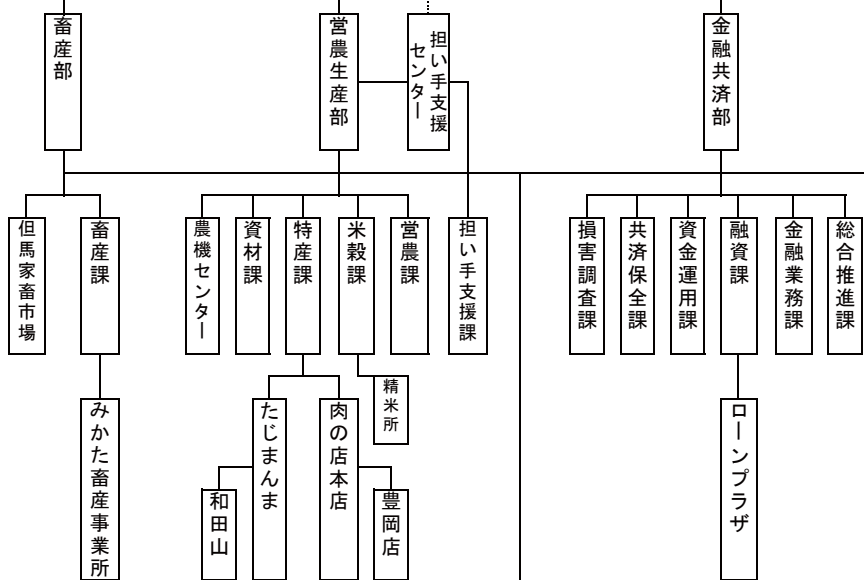 畜産部
営農生産部
担い手支援
センター
金融共済部
但馬家畜市場
畜産課
農機センター
資材課
特産課
米穀課
営農課
担い手支援課
損害調査課
共済保全課
資金運用課
融資課
金融業務課
総合推進課
みかた畜産事業所
たじまんま
肉の店本店
精米所
和田山
豊岡店
ローンプラザ